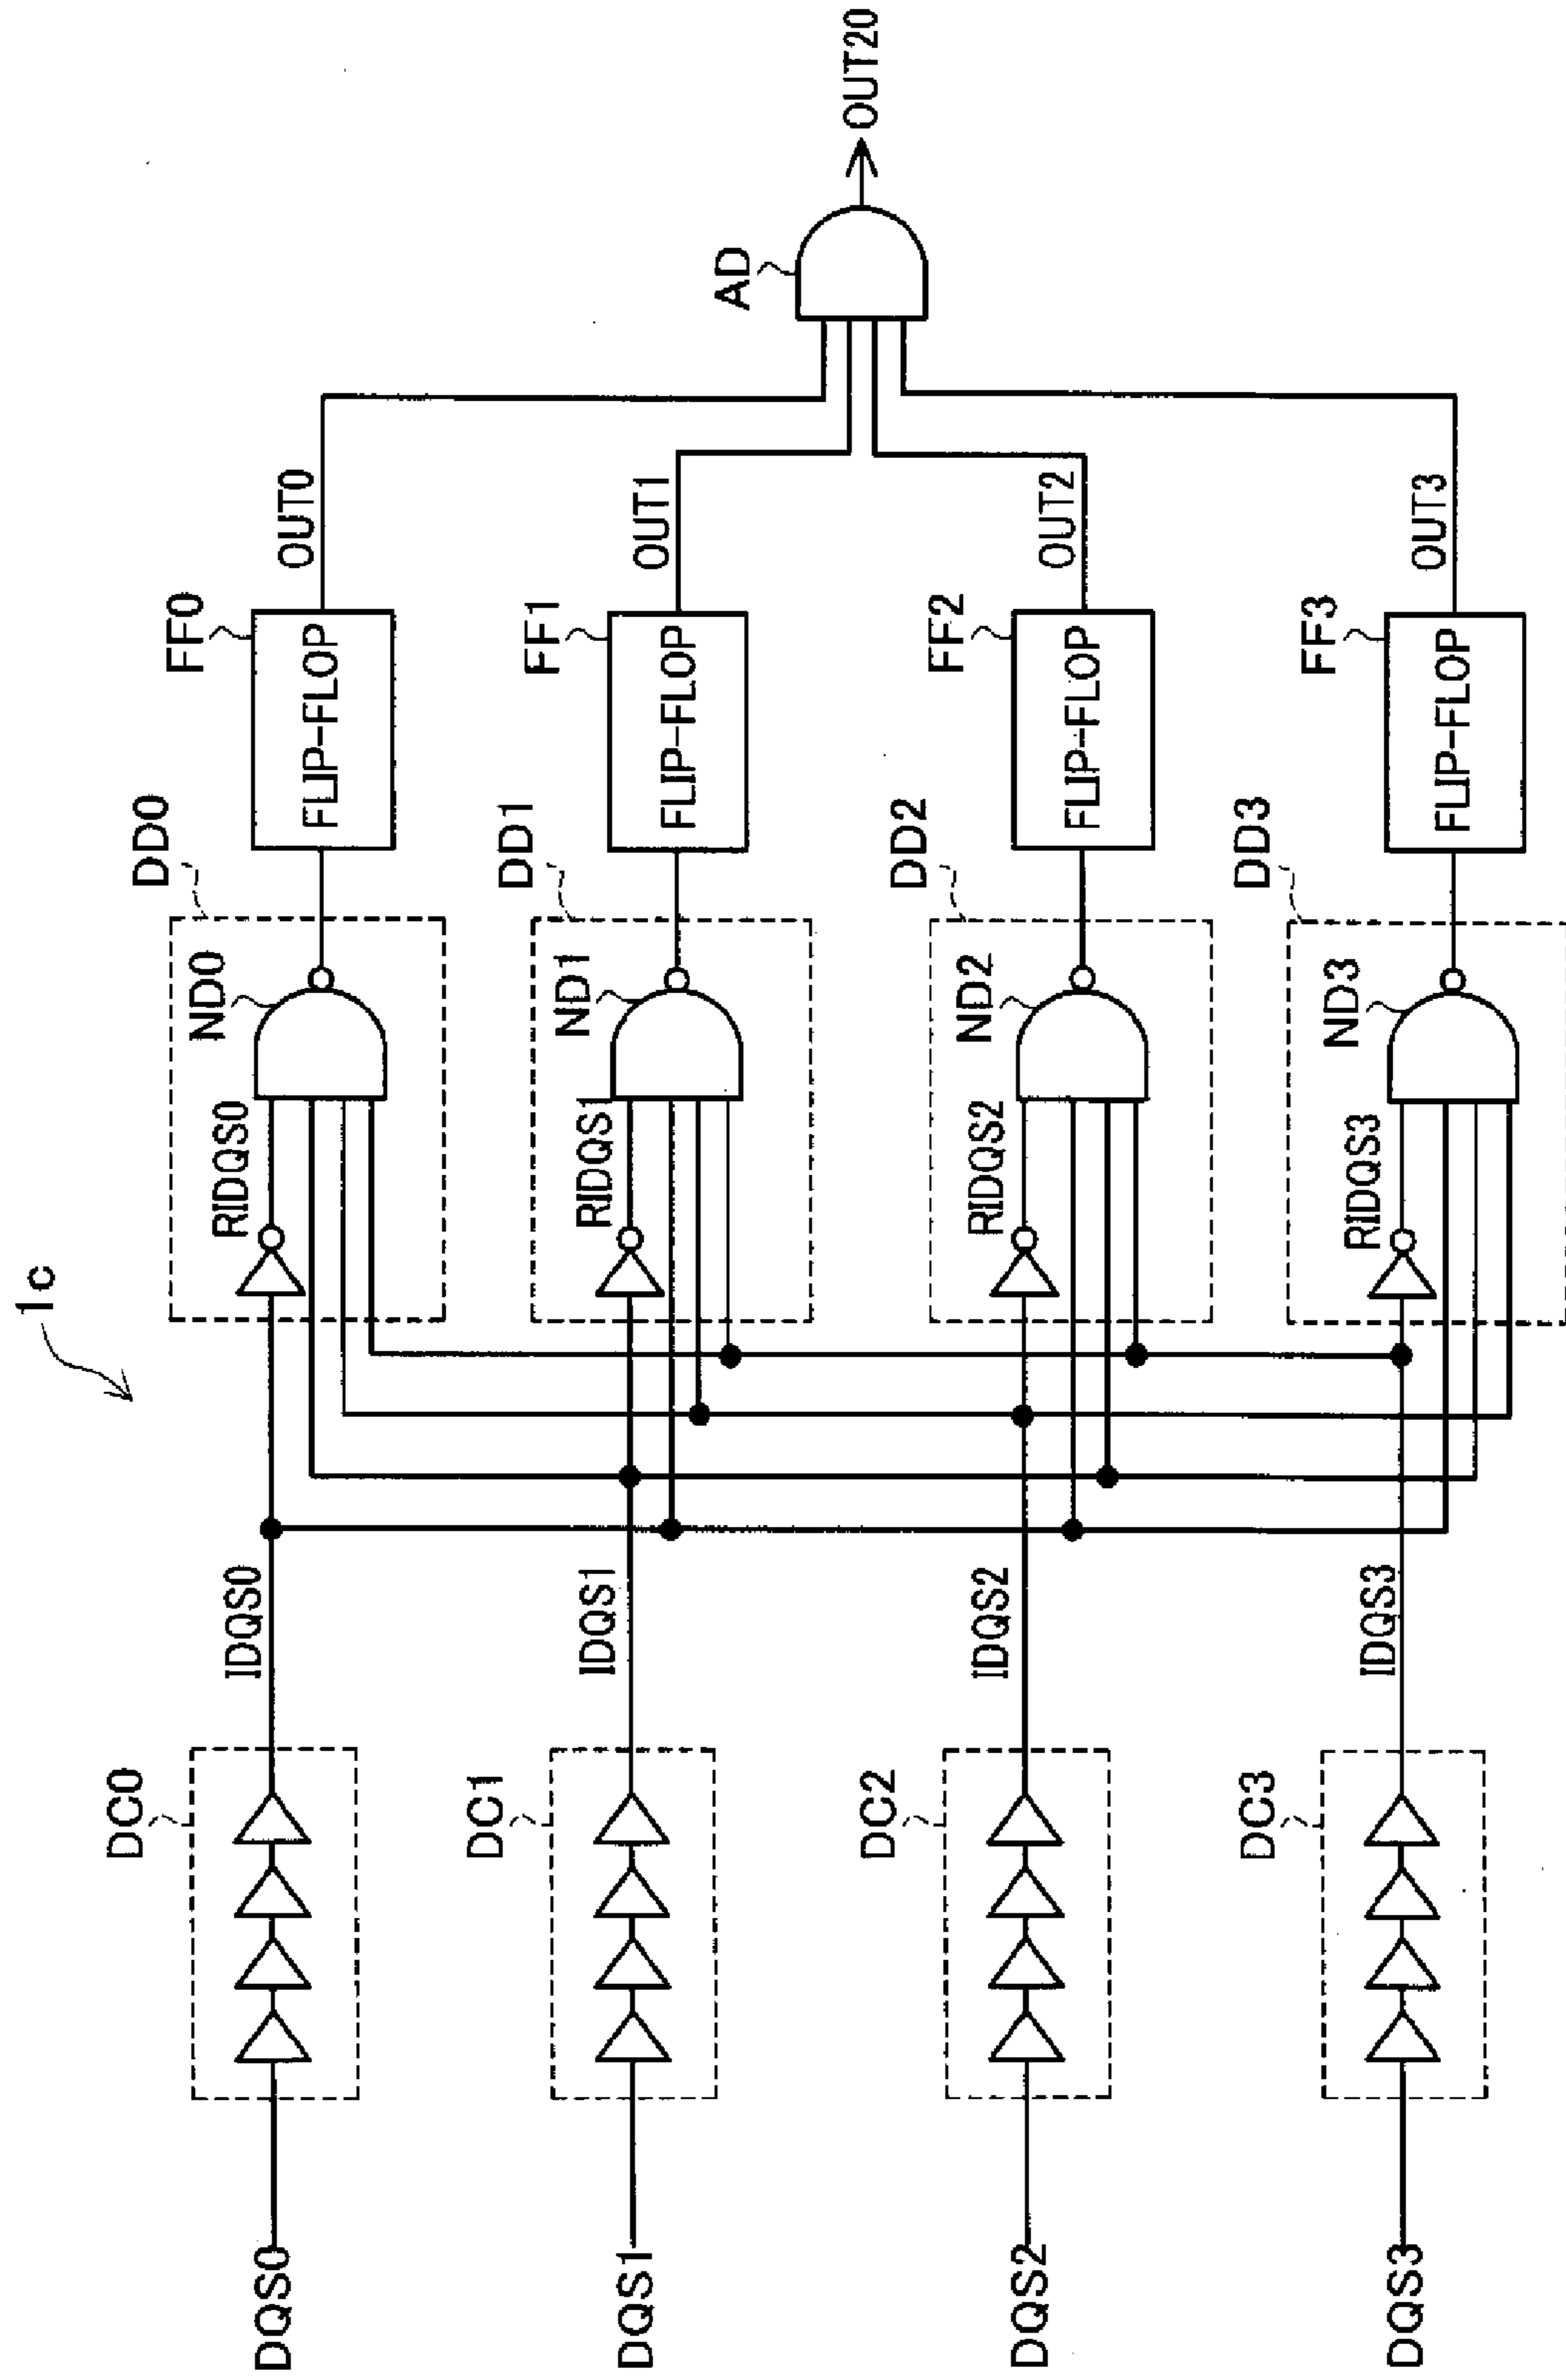 1c
DQS0
DC0
IDQS0
DD0
RIDQS0
ND0
FF0
FLIP-FLOP
OUT0
DQS1
DC1
IDQS1
DD1
RIDQS1
ND1
FF1
FLIP-FLOP
OUT1
AD
OUT20
DQS2
DC2
IDQS2
DD2
RIDQS2
ND2
FF2
FLIP-FLOP
OUT2
DQS3
DC3
IDQS3
DD3
RIDQS3
ND3
FF3
FLIP-FLOP
OUT3